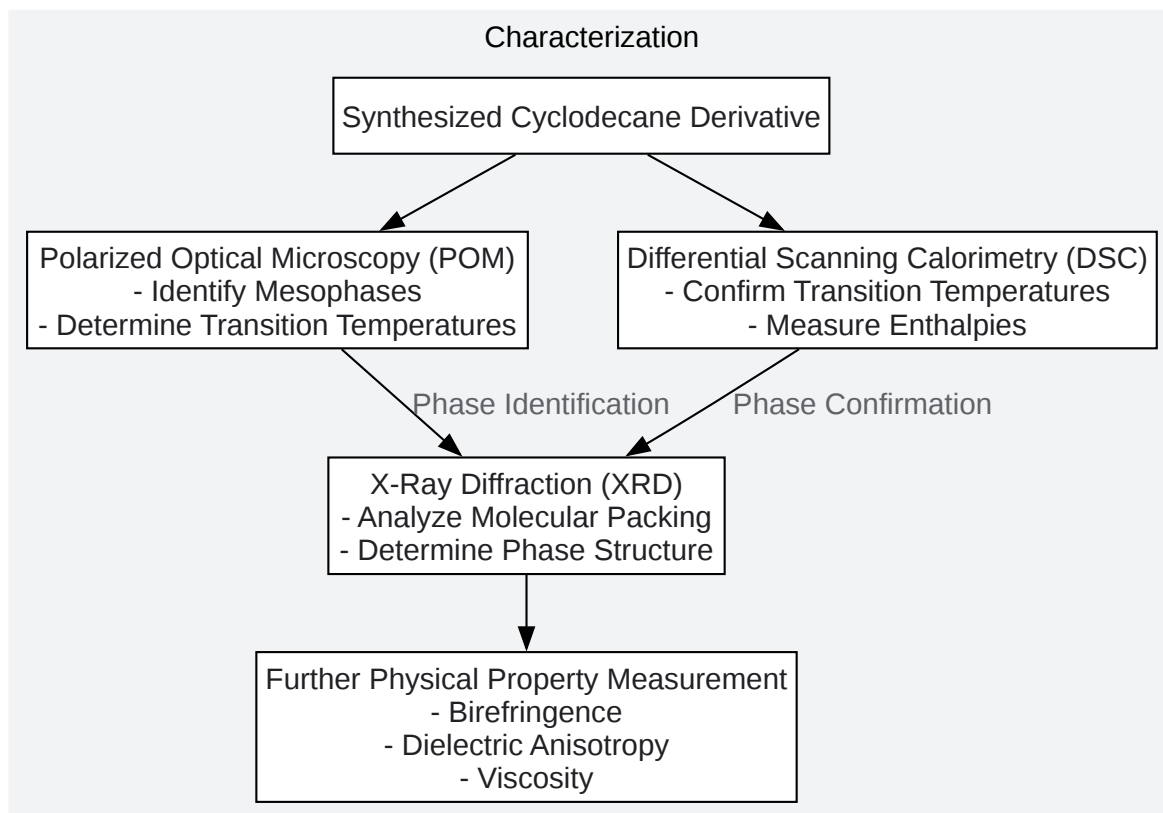 Characterization
Synthesized Cyclodecane Derivative
Polarized Optical Microscopy (POM)
- Identify Mesophases
- Determine Transition Temperatures
Differential Scanning Calorimetry (DSC)
- Confirm Transition Temperatures
- Measure Enthalpies
Phase Identification
Phase Confirmation
X-Ray Diffraction (XRD)
- Analyze Molecular Packing
- Determine Phase Structure
Further Physical Property Measurement
- Birefringence
- Dielectric Anisotropy
- Viscosity